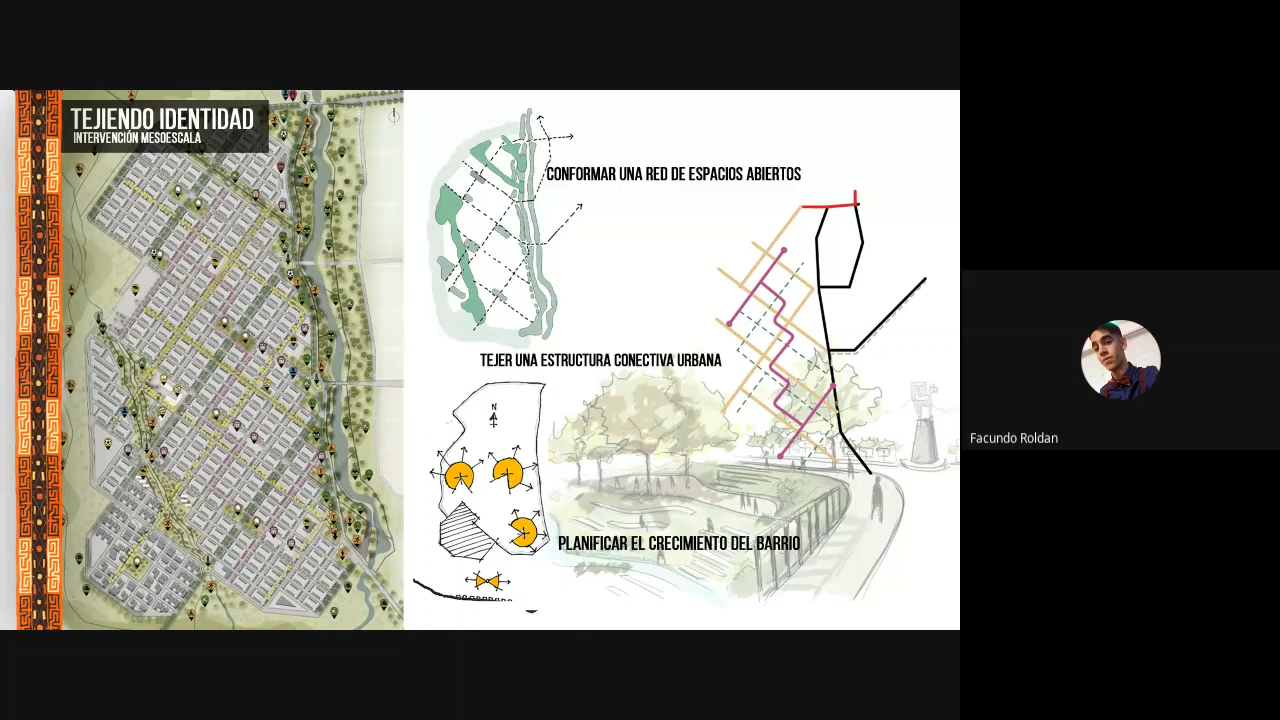 TEJIENDO IDENTIDAD
INTERVENCIÓN MESOESCALA
CONFORMAR UNA RED DE ESPACIOS ABIERTOS
TEJER UNA ESTRUCTURA CONECTIVA URBANA
N
PLANIFICAR EL CRECIMIENTO DEL BARRIO
Facundo Roldan